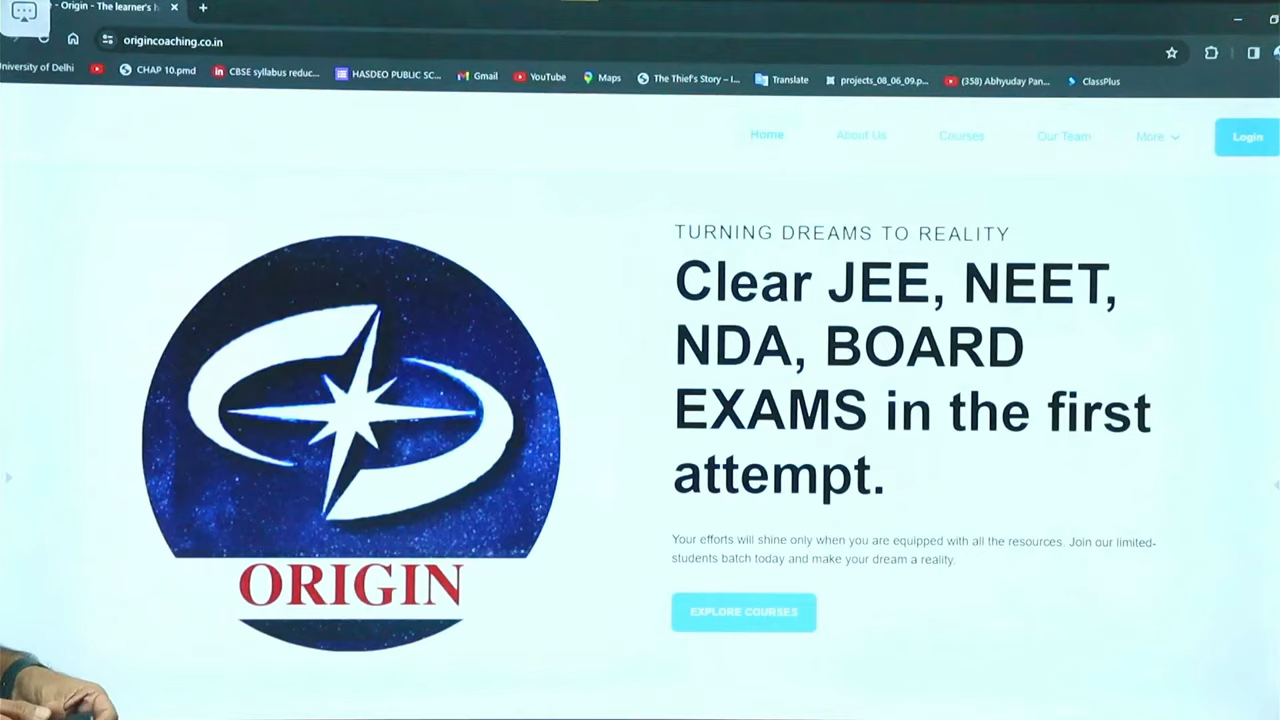 - Origin - The learner's h
origincoaching.co.in
niversity of Delhi
CHAP 10.pmd
CBSE syllabus reduc...
HASDEO PUBLIC SC...
Gmail
YouTube
Maps
The Thief's Story – I...
Translate
projects_08_06_09.p...
(358) Abhyuday Pan...
ClassPlus
Home
About Us
Courses
Our Team
More
Login
TURNING DREAMS TO REALITY
Clear JEE, NEET,
NDA, BOARD
EXAMS in the first
attempt.
Your efforts will shine only when you are equipped with all the resources. Join our limited-
students batch today and make your dream a reality.
EXPLORE COURSES
ORIGIN